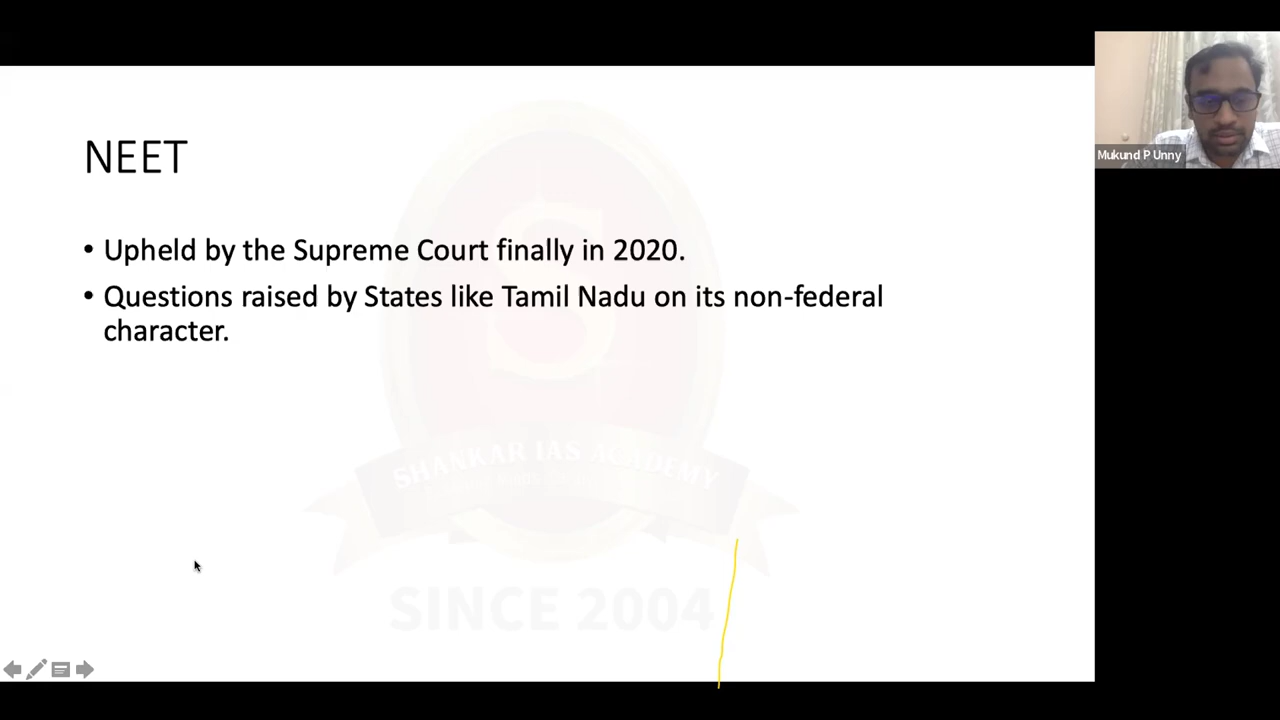 NEET
• Upheld by the Supreme Court finally in 2020.
• Questions raised by States like Tamil Nadu on its non-federal
character.
Mukund P Unny
S
SHANKAR IAS ACADEMY
SINCE 2004